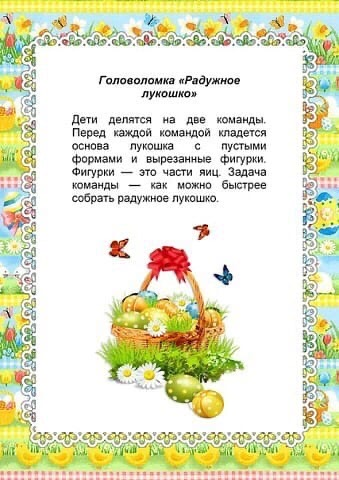 Головоломка «Радужное
лукошко»
Дети делятся на две команды.
Перед каждой командой кладется
основа лукошка с пустыми
формами и вырезанные фигурки.
Фигурки — это части яиц. Задача
команды — как можно быстрее
собрать радужное лукошко.